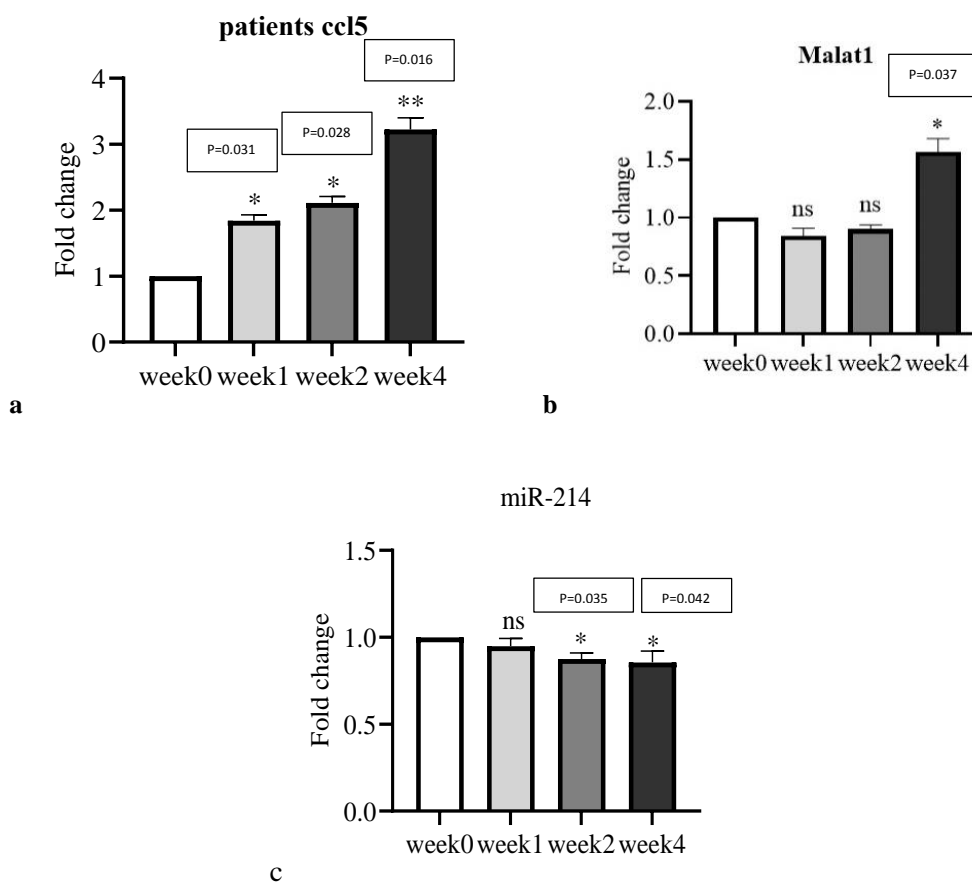 patients ccl5
P=0.016
P=0.031
P=0.028
**
*
*
Fold change
4
3
2
1
0
week0 week1 week2 week4
a
Malat1
P=0.037
*
ns
ns
Fold change
2.0
1.5
1.0
0.5
0.0
week0 week1 week2 week4
b
miR-214
P=0.035
P=0.042
ns
*
*
Fold change
1.5
1.0
0.5
0.0
week0 week1 week2 week4
c